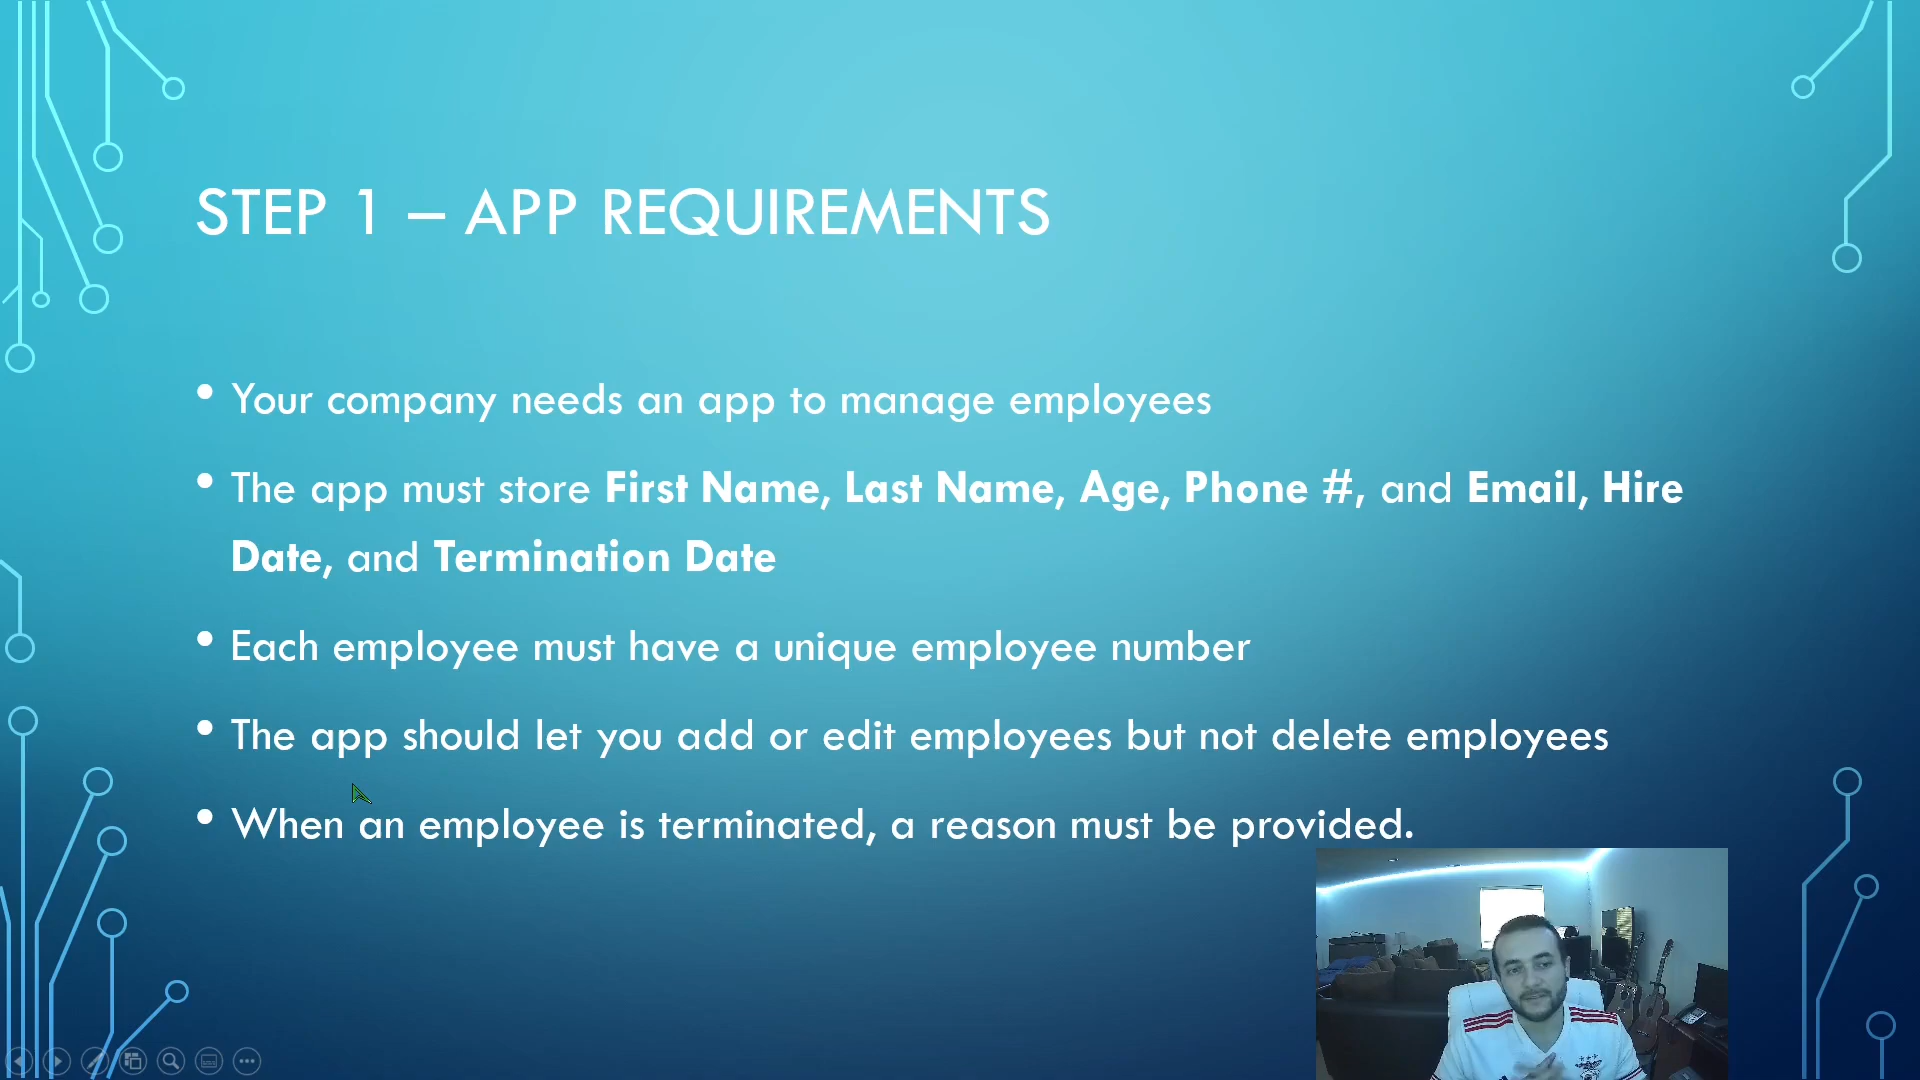 STEP 1 – APP REQUIREMENTS
• Your company needs an app to manage employees
• The app must store First Name, Last Name, Age, Phone #, and Email, Hire
Date, and Termination Date
• Each employee must have a unique employee number
• The app should let you add or edit employees but not delete employees
• When an employee is terminated, a reason must be provided.